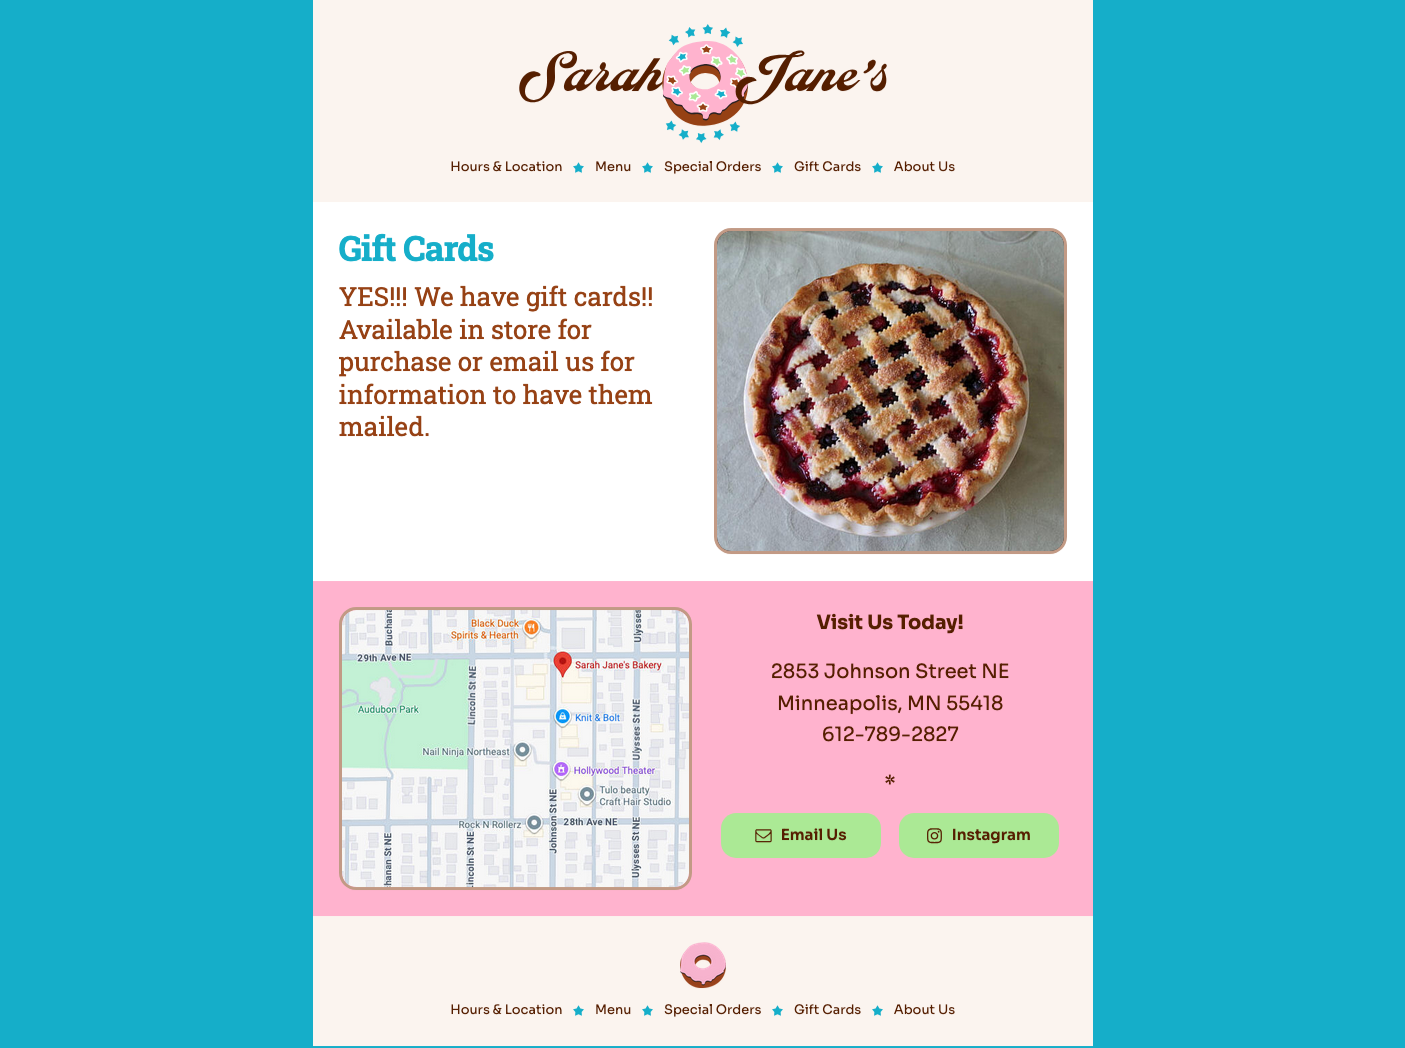 Sarah Jane's
Hours & Location Menu Special Orders Gift Cards About Us
Gift Cards
YES!!! We have gift cards!!
Available in store for
purchase or email us for
information to have them
mailed.
Buchana
Ulysses
Black Duck
Spirits & Hearth
29th Ave NE
Sarah Jane's Bakery
Lincoln St NE
Audubon Park
Knit & Bolt
Ulysses St NE
Nail Ninja Northeast
Hollywood Theater
Tulo beauty
Craft Hair Studio
Johnson St NE
Rock N Rollerz
28th Ave NE
hanan St NE
incoln St NE
Ulysses St NE
Visit Us Today!
2853 Johnson Street NE
Minneapolis, MN 55418
612-789-2827
*
Email Us
Instagram
Hours & Location Menu Special Orders Gift Cards About Us